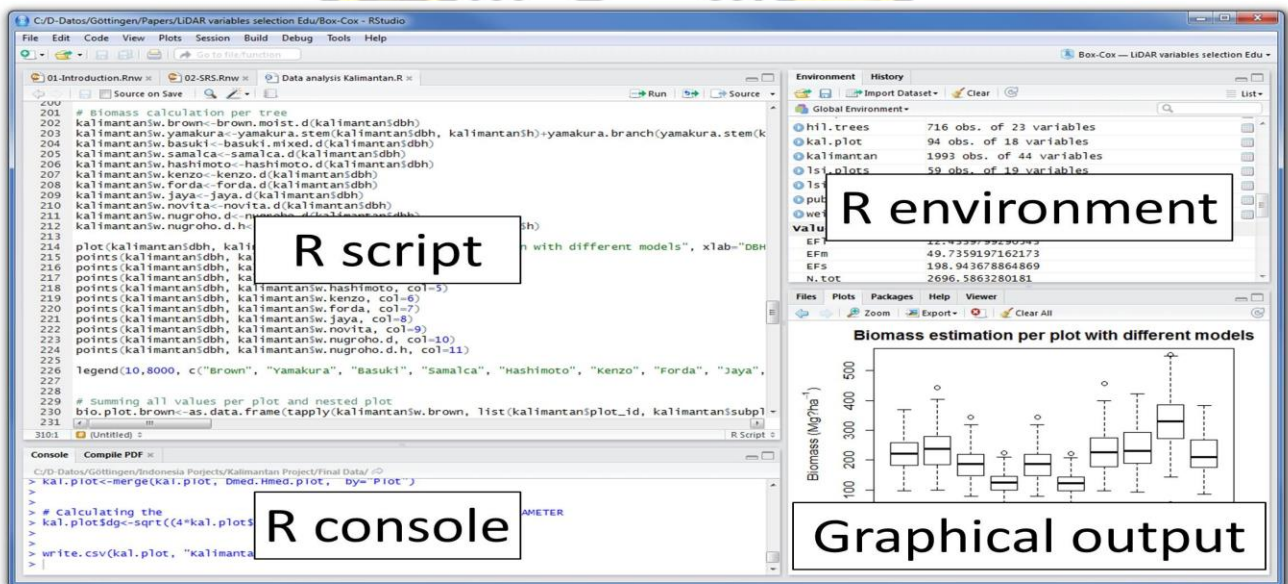 C:/D-Datos/Göttingen/Papers/LiDAR variables selection Edu/Box-Cox - RStudio
File Edit Code View Plots Session Build Debug Tools Help
Go to file/function
Box-Cox — LiDAR variables selection Edu
01-Introduction.Rnw × 02-SRS.Rnw × Data analysis Kalimantan.R ×
Source on Save Run Source
200
201 # Biomass calculation per tree
202 kalimantan$w.brown<-brown.moist.d(kalimantan$dbh)
203 kalimantan$w.yamakura<-yamakura.stem(kalimantan$dbh, kalimantan$h)+yamakura.branch(yamakura.stem(k
204 kalimantan$w.basuki<-basuki.mixed.d(kalimantan$dbh)
205 kalimantan$w.samalca<-samalca.d(kalimantan$dbh)
206 kalimantan$w.hashimoto<-hashimoto.d(kalimantan$dbh)
207 kalimantan$w.kenzo<-kenzo.d(kalimantan$dbh)
208 kalimantan$w.forda<-forda.d(kalimantan$dbh)
209 kalimantan$w.jaya<-jaya.d(kalimantan$dbh)
210 kalimantan$w.novita<-novita.d(kalimantan$dbh)
211 kalimantan$w.nugroho.d<-nugroho.d(kalimantan$dbh)
212 kalimantan$w.nugroho.d.h< $h)
213
214 plot(kalimantan$dbh, kali n with different models", xlab="DBH
215 points(kalimantan$dbh, ka
216 points(kalimantan$dbh, ka
217 points(kalimantan$dbh, ka
218 points(kalimantan$dbh, kalimantan$w.hashimoto, col=5)
219 points(kalimantan$dbh, kalimantan$w.kenzo, col=6)
220 points(kalimantan$dbh, kalimantan$w.forda, col=7)
221 points(kalimantan$dbh, kalimantan$w.jaya, col=8)
222 points(kalimantan$dbh, kalimantan$w.novita, col=9)
223 points(kalimantan$dbh, kalimantan$w.nugroho.d, col=10)
224 points(kalimantan$dbh, kalimantan$w.nugroho.d.h, col=11)
225
226 legend(10,8000, c("Brown", "Yamakura", "Basuki", "Samalca", "Hashimoto", "Kenzo", "Forda", "Jaya",
227
228
229 # Summing all values per plot and nested plot
230 bio.plot.brown<-as.data.frame(tapply(kalimantan$w.brown, list(kalimantan$plot_id, kalimantan$subpl
231
R script
310:1 (Untitled) R Script
Console Compile PDF ×
C:/D-Datos/Göttingen/Indonesia Porjects/Kalimantan Project/Final Data/
> kal.plot<-merge(kal.plot, Dmed.Hmed.plot, by="Plot")
>
>
> # Calculating the AMETER
> kal.plot$dg<-sqrt((4*kal.plot$
>
>
> write.csv(kal.plot, "Kalimanta
>
R console
Environment History
Import Dataset Clear List
Global Environment
hil.trees 716 obs. of 23 variables
kal.plot 94 obs. of 18 variables
kalimantan 1993 obs. of 44 variables
lsi.plots 59 obs. of 19 variables
lsi
pub
wei
Valu
EFm 49.7359197162173
EFs 198.943678864869
N.tot 2696.5863280181
R environment
Files Plots Packages Help Viewer
Zoom Export Clear All
Biomass estimation per plot with different models
Biomass (Mg?ha⁻¹)
500
400
300
200
100
Graphical output